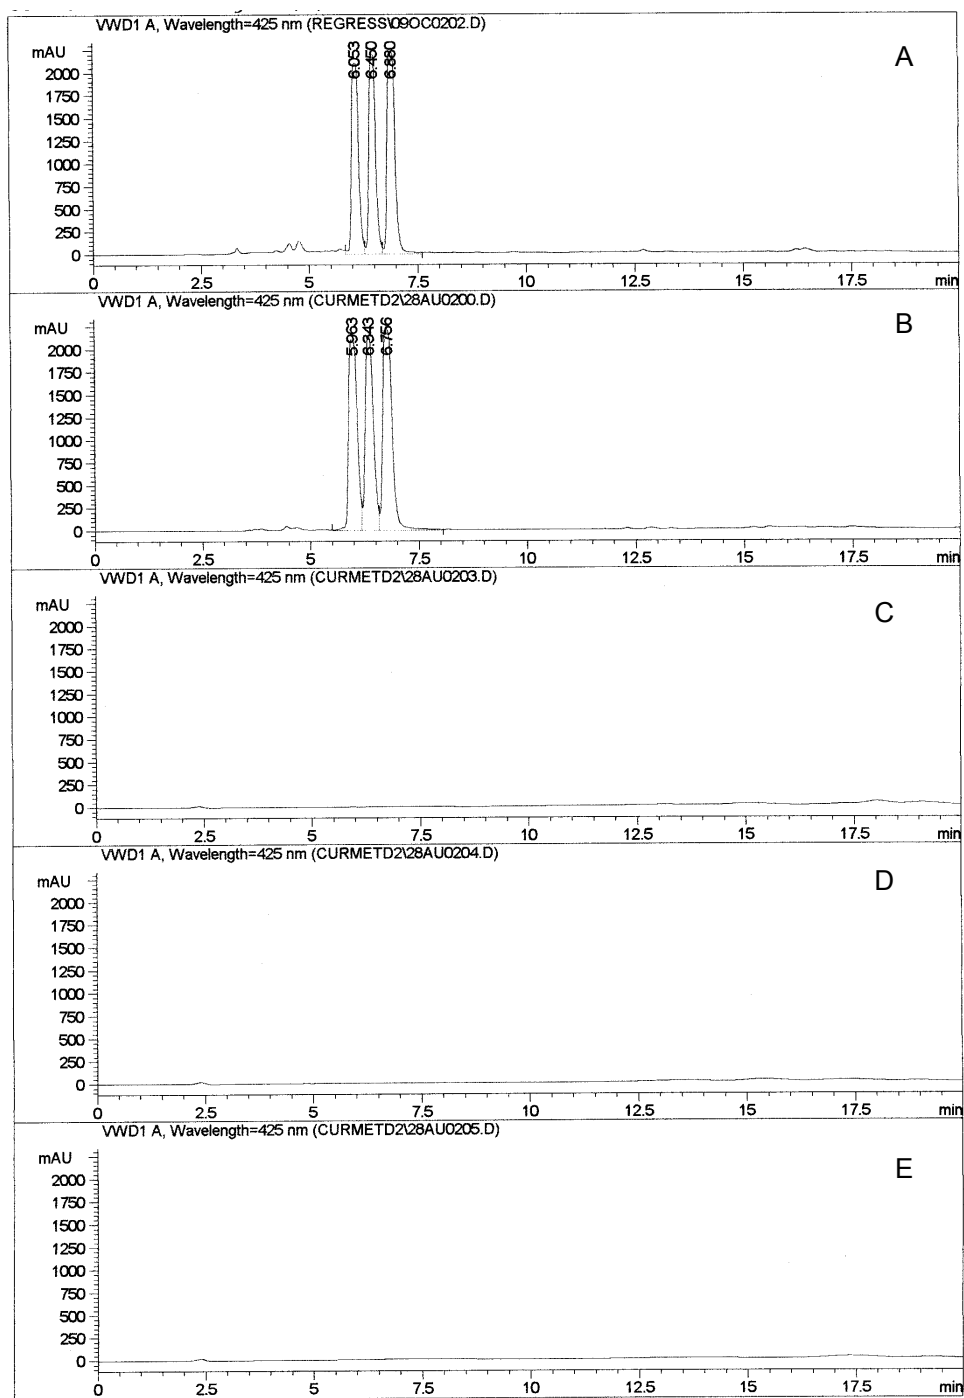 VWD1 A, Wavelength=425 nm (REGRESS\09OC0202.D)
mAU
A
6.053
6.450
6.880
2000
1750
1500
1250
1000
750
500
250
0
0 2.5 5 7.5 10 12.5 15 17.5 min
VWD1 A, Wavelength=425 nm (CURMETD2\28AU0200.D)
mAU
B
5.963
6.343
6.756
2000
1750
1500
1250
1000
750
500
250
0
0 2.5 5 7.5 10 12.5 15 17.5 min
VWD1 A, Wavelength=425 nm (CURMETD2\28AU0203.D)
mAU
C
2000
1750
1500
1250
1000
750
500
250
0
0 2.5 5 7.5 10 12.5 15 17.5 min
VWD1 A, Wavelength=425 nm (CURMETD2\28AU0204.D)
mAU
D
2000
1750
1500
1250
1000
750
500
250
0
0 2.5 5 7.5 10 12.5 15 17.5 min
VWD1 A, Wavelength=425 nm (CURMETD2\28AU0205.D)
mAU
E
2000
1750
1500
1250
1000
750
500
250
0
0 2.5 5 7.5 10 12.5 15 17.5 min